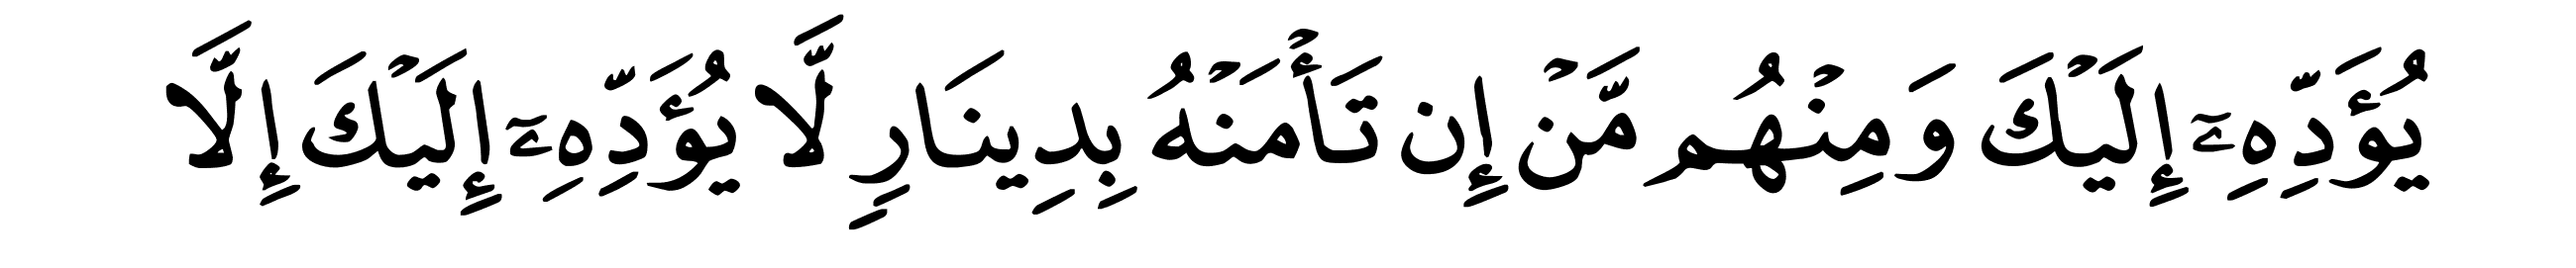 يُؤَدِّهِۦٓ إِلَيۡكَ وَمِنۡهُم مَّنۡ إِن تَأۡمَنۡهُ بِدِينَارٍ لَّا يُؤَدِّهِۦٓ إِلَيۡكَ إِلَّا